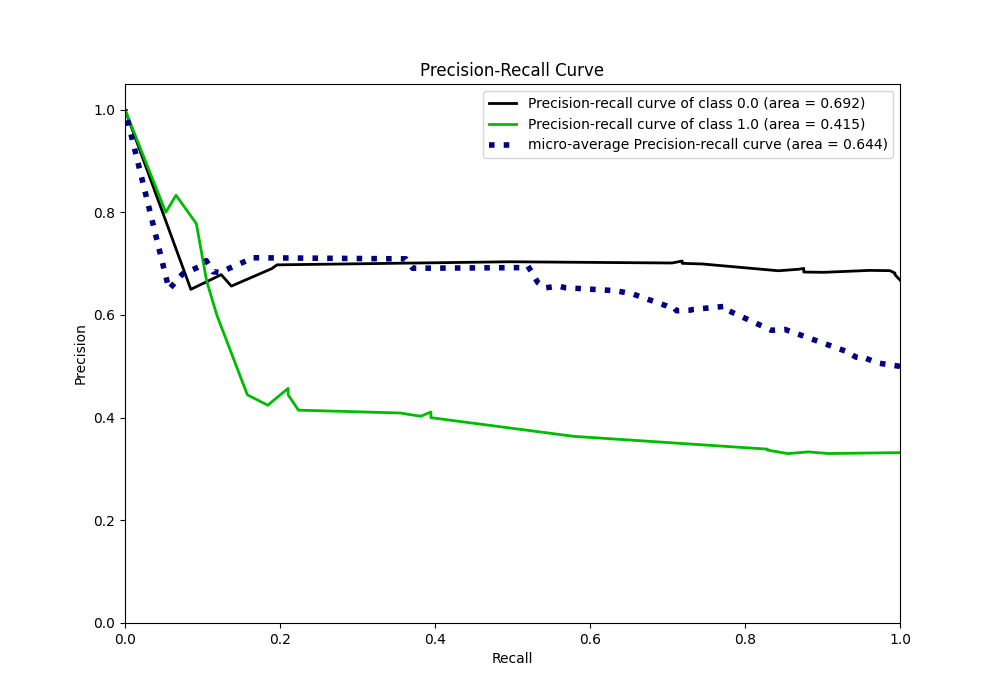 Precision-Recall Curve
Precision-recall curve of class 0.0 (area = 0.692)
Precision-recall curve of class 1.0 (area = 0.415)
micro-average Precision-recall curve (area = 0.644)
Precision
1.0
0.8
0.6
0.4
0.2
0.0
0.0 0.2 0.4 0.6 0.8 1.0
Recall